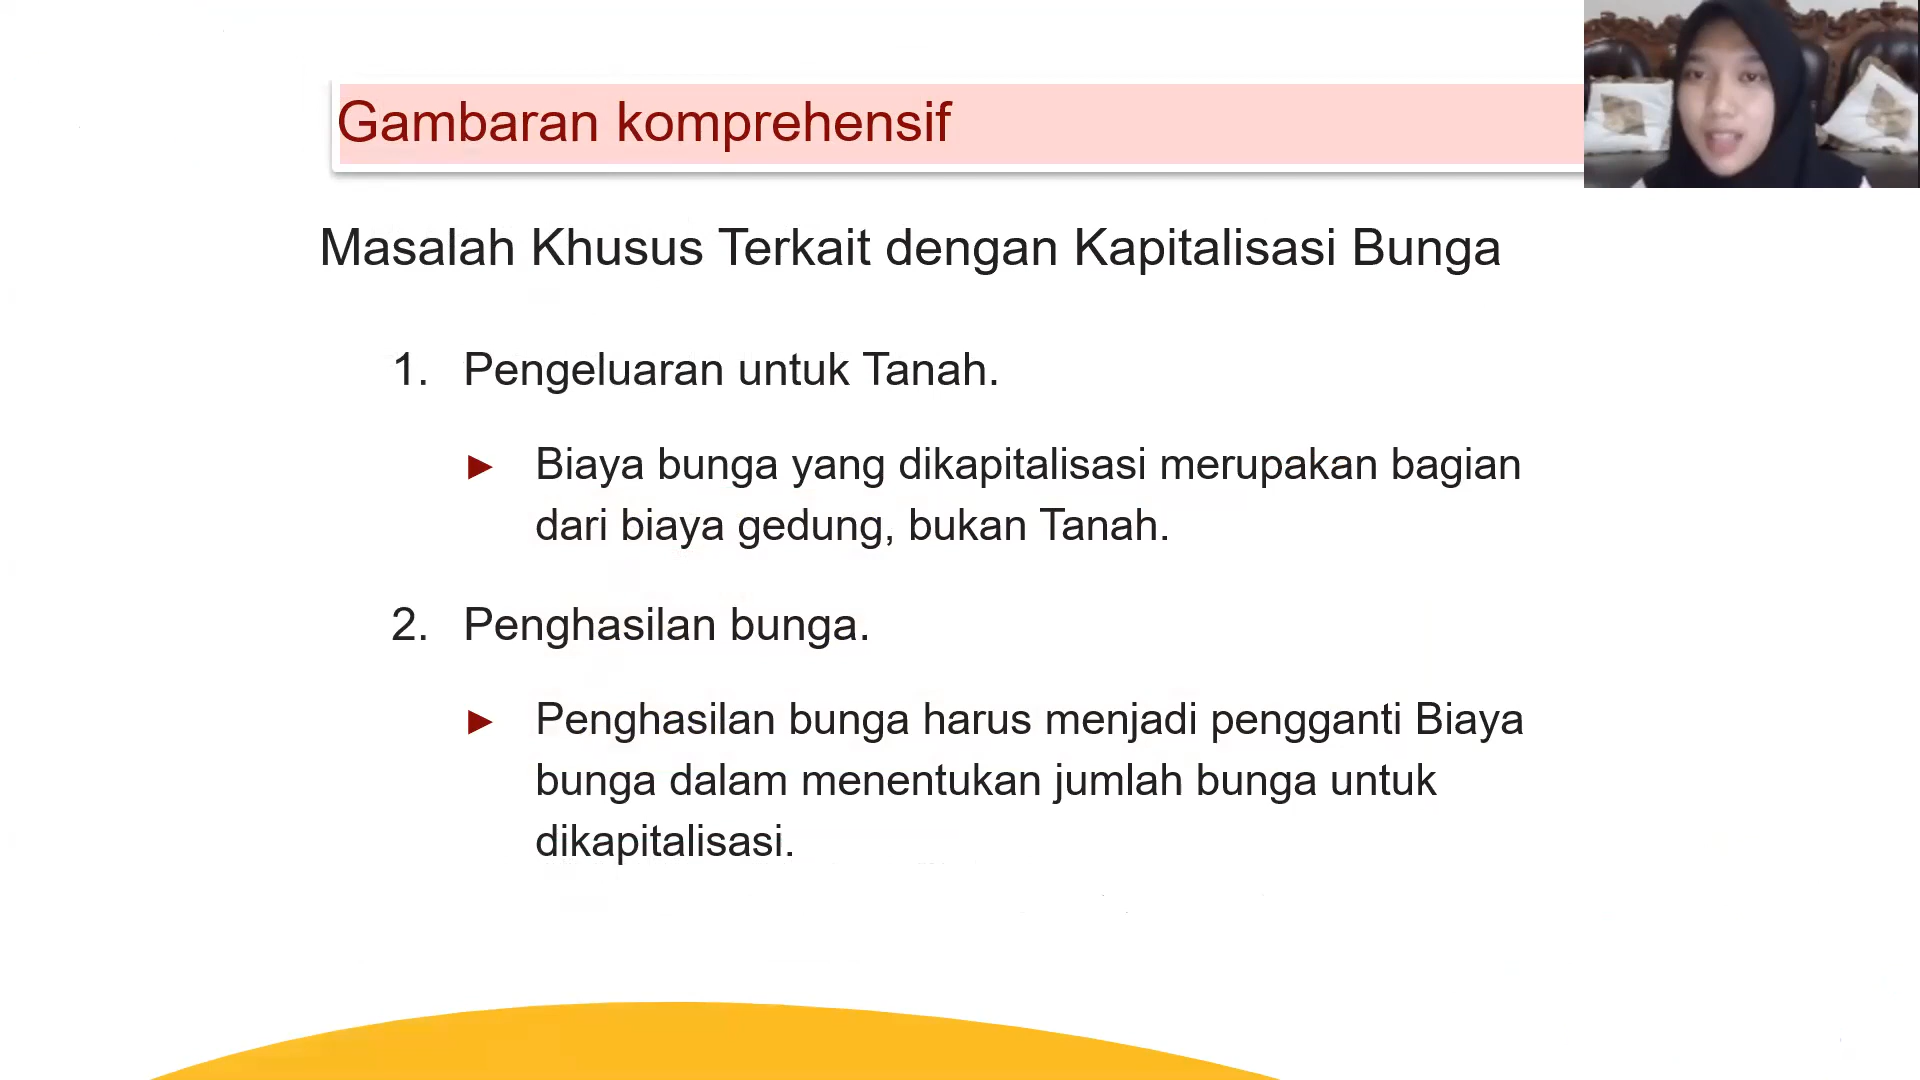 Gambaran komprehensif
Masalah Khusus Terkait dengan Kapitalisasi Bunga
1. Pengeluaran untuk Tanah.
► Biaya bunga yang dikapitalisasi merupakan bagian
dari biaya gedung, bukan Tanah.
2. Penghasilan bunga.
► Penghasilan bunga harus menjadi pengganti Biaya
bunga dalam menentukan jumlah bunga untuk
dikapitalisasi.